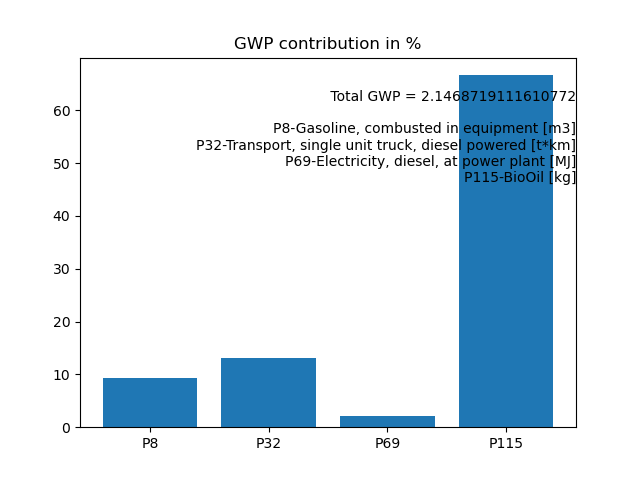 GWP contribution in %
Total GWP = 2.1468719111610772
P8-Gasoline, combusted in equipment [m3]
P32-Transport, single unit truck, diesel powered [t*km]
P69-Electricity, diesel, at power plant [MJ]
P115-BioOil [kg]
60
50
40
30
20
10
0
P8 P32 P69 P115